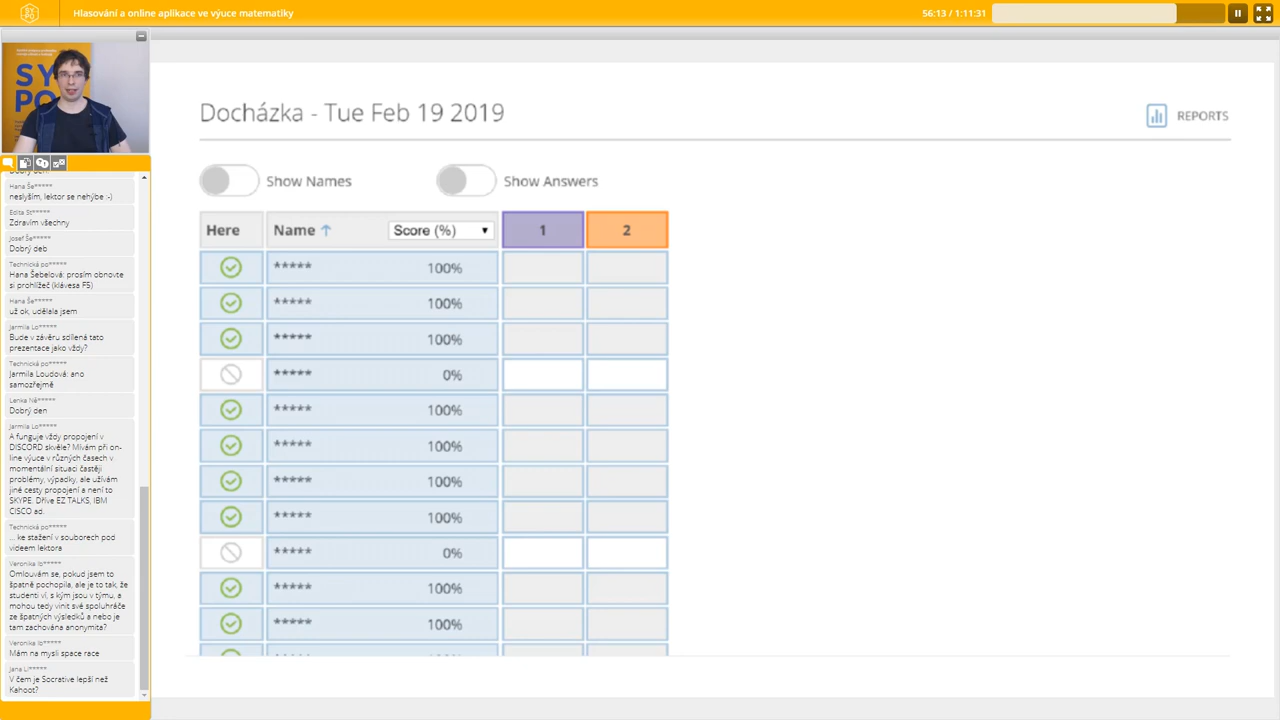 SY
PO
Hlasování a online aplikace ve výuce matematiky
56:13 / 1:11:31
SY
PO
Hana Še*****
neslyším, lektor se nehýbe :-)
Edita St*****
Zdravím všechny
Josef Še*****
Dobrý deb
Technická po*****
Hana Šebelová: prosím obnovte
si prohlížeč (klávesa F5)
Hana Še*****
už ok, udělala jsem
Jarmila Lo*****
Bude v závěru sdílená tato
prezentace jako vždy?
Technická po*****
Jarmila Loudová: ano
samozřejmě
Lenka Ně*****
Dobrý den
Jarmila Lo*****
A funguje vždy propojení v
DISCORD skvěle? Mívám při on-
line výuce v různých časech v
momentální situaci častěji
problémy, výpadky, ale užívám
jiné cesty propojení a není to
SKYPE. Dříve EZ TALKS, IBM
CISCO ad.
Technická po*****
... ke stažení v souborech pod
videem lektora
Veronika lo*****
Omlouvám se, pokud jsem to
špatně pochopila, ale je to tak, že
studenti ví, s kým jsou v týmu, a
mohou tedy vinit své spoluhráče
ze špatných výsledků a nebo je
tam zachována anonymita?
Veronika lo*****
Mám na mysli space race
Jana Li*****
V čem je Socrative lepší než
Kahoot?
Docházka - Tue Feb 19 2019
REPORTS
Show Names Show Answers
Here Name Score (%) 1 2
***** 100%
***** 100%
***** 100%
***** 0%
***** 100%
***** 100%
***** 100%
***** 100%
***** 0%
***** 100%
***** 100%